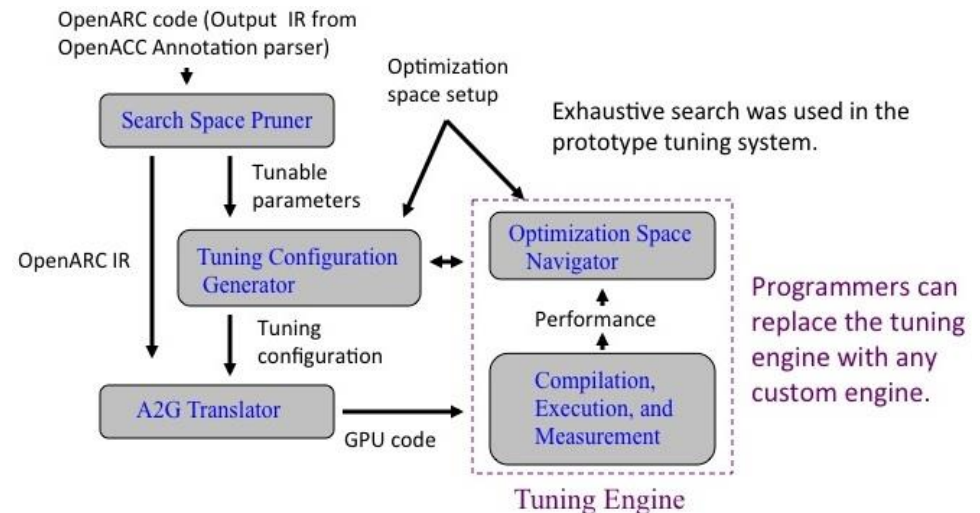 OpenARC code (Output IR from
OpenACC Annotation parser)
Search Space Pruner
Optimization
space setup
Exhaustive search was used in the
prototype tuning system.
Tunable
parameters
OpenARC IR
Tuning Configuration
Generator
Optimization Space
Navigator
Tuning
configuration
Performance
Programmers can
replace the tuning
engine with any
custom engine.
A2G Translator
GPU code
Compilation,
Execution, and
Measurement
Tuning Engine